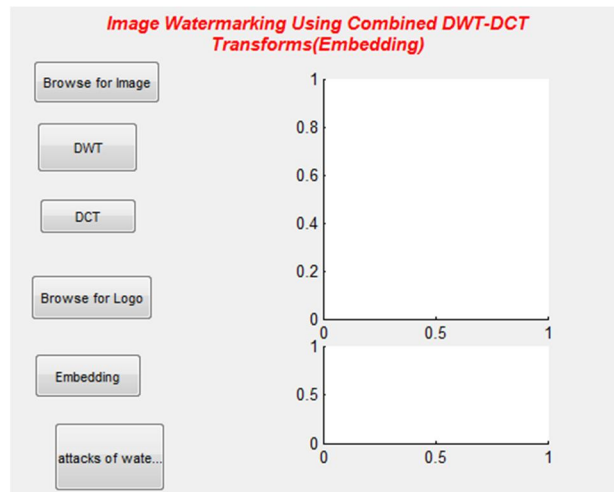 Image Watermarking Using Combined DWT-DCT
Transforms(Embedding)
Browse for Image
DWT
DCT
Browse for Logo
Embedding
attacks of wate...
1
0.8
0.6
0.4
0.2
0
0 0.5 1
1
0.5
0
0 0.5 1